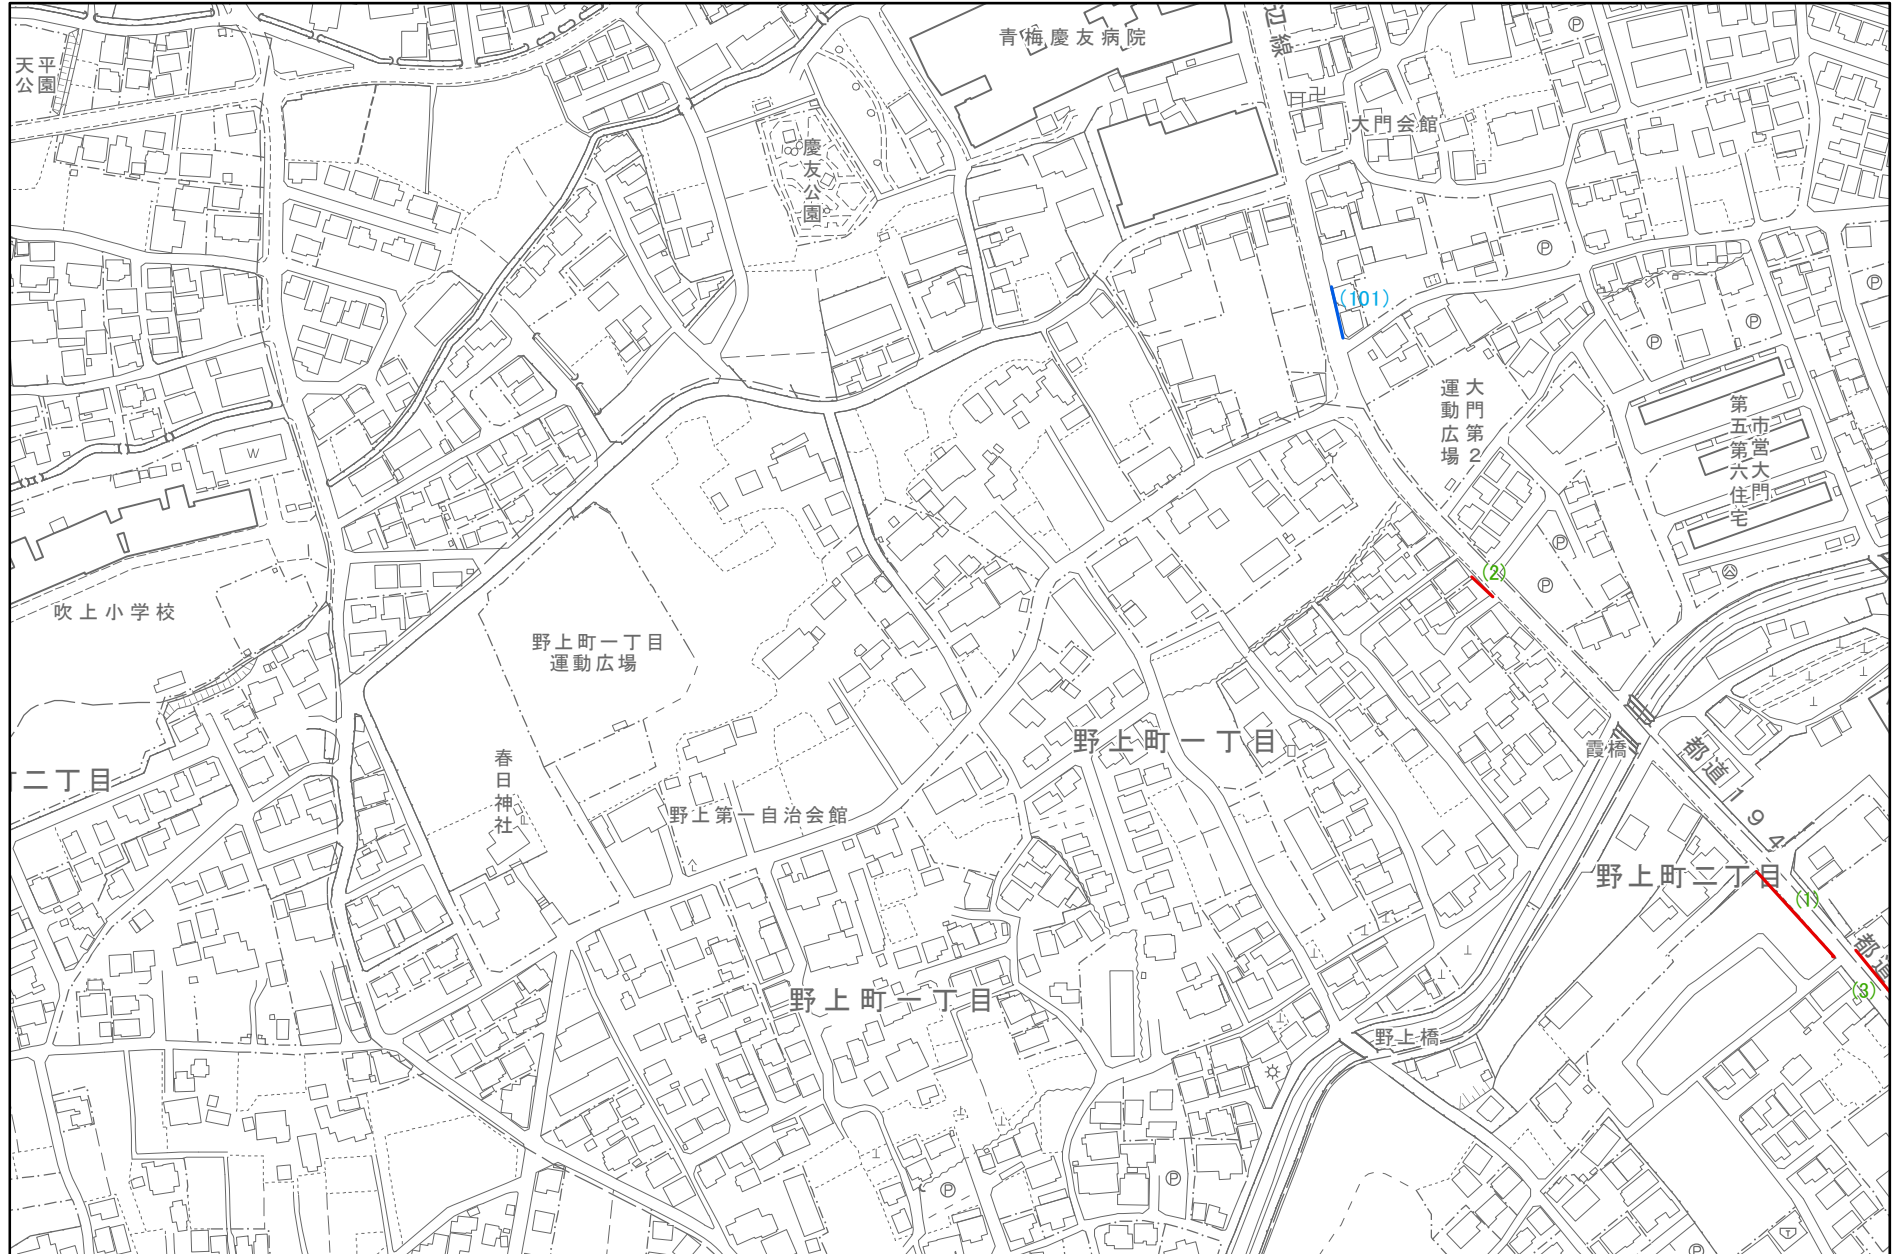 青梅慶友病院
辺線
天平
公園
大門会館
慶友公園
(101)
大門第2
運動広場
市営大門
第五第六住宅
W
(2)
吹上小学校
野上町一丁目
運動広場
野上町一丁目
霞橋
都道194
春日神社
二丁目
野上第一自治会館
野上町二丁目
(1)
都道
(3)
野上町一丁目
野上橋
P
P
P
P
P
P
P
P
P
P